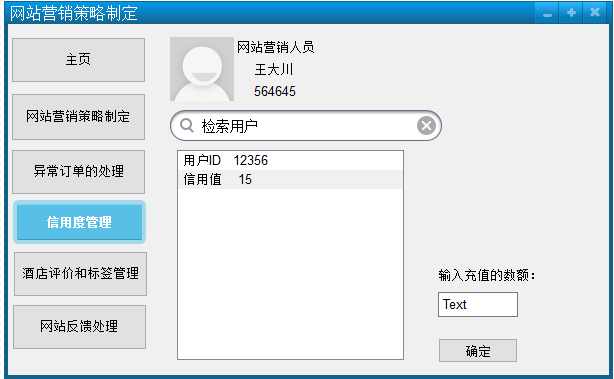 网站营销策略制定
主页
网站营销策略制定
异常订单的处理
信用度管理
酒店评价和标签管理
网站反馈处理
网站营销人员
王大川
564645
检索用户
用户ID 12356
信用值 15
输入充值的数额：
Text
确定